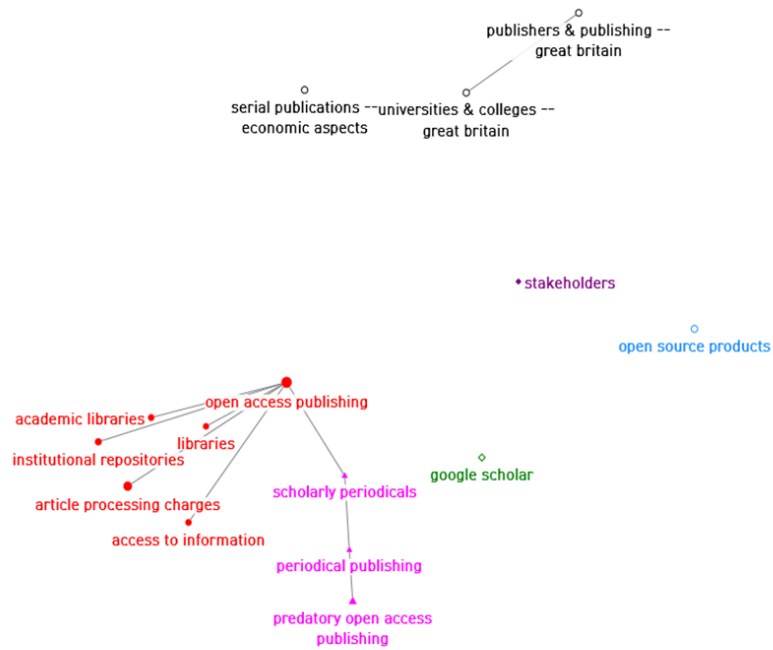 publishers & publishing --
great britain
serial publications --
economic aspects
universities & colleges --
great britain
stakeholders
open source products
open access publishing
academic libraries
libraries
institutional repositories
google scholar
scholarly periodicals
article processing charges
access to information
periodical publishing
predatory open access
publishing